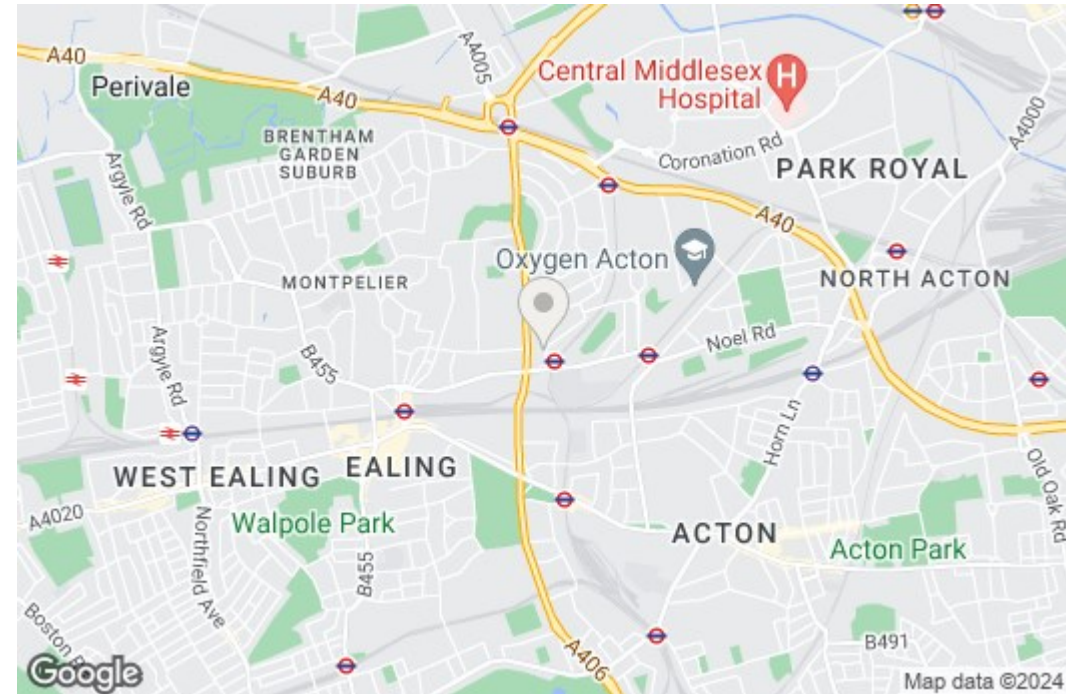 A40
A4005
Central Middlesex
Hospital
H
Perivale
A40
A4000
BRENTHAM
GARDEN
SUBURB
Coronation Rd
PARK ROYAL
Argyle Rd
A40
Oxygen Acton
MONTPELIER
NORTH ACTON
Argyle Rd
B455
Noel Rd
Horn Ln
WEST EALING
EALING
Old Oak Rd
A4020
Walpole Park
Northfield Ave
B455
ACTON
Acton Park
Boston
A406
B491
Google
Map data ©2024